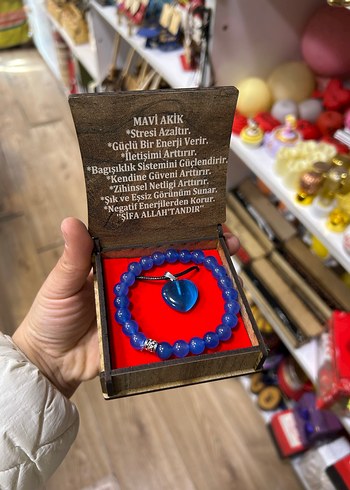 MAVİ AKİK
*Stresi Azaltır.
*Güçlü Bir Enerji Verir.
*İletişimi Arttırır.
*Bağışıklık Sistemini Güçlendirir.
*Kendine Güveni Arttırır.
*Zihinsel Netligi Arttırır.
*Şık ve Eşsiz Görünüm Sunar.
*Negatif Enerjilerden Korur.
"ŞİFA ALLAH'TANDIR"